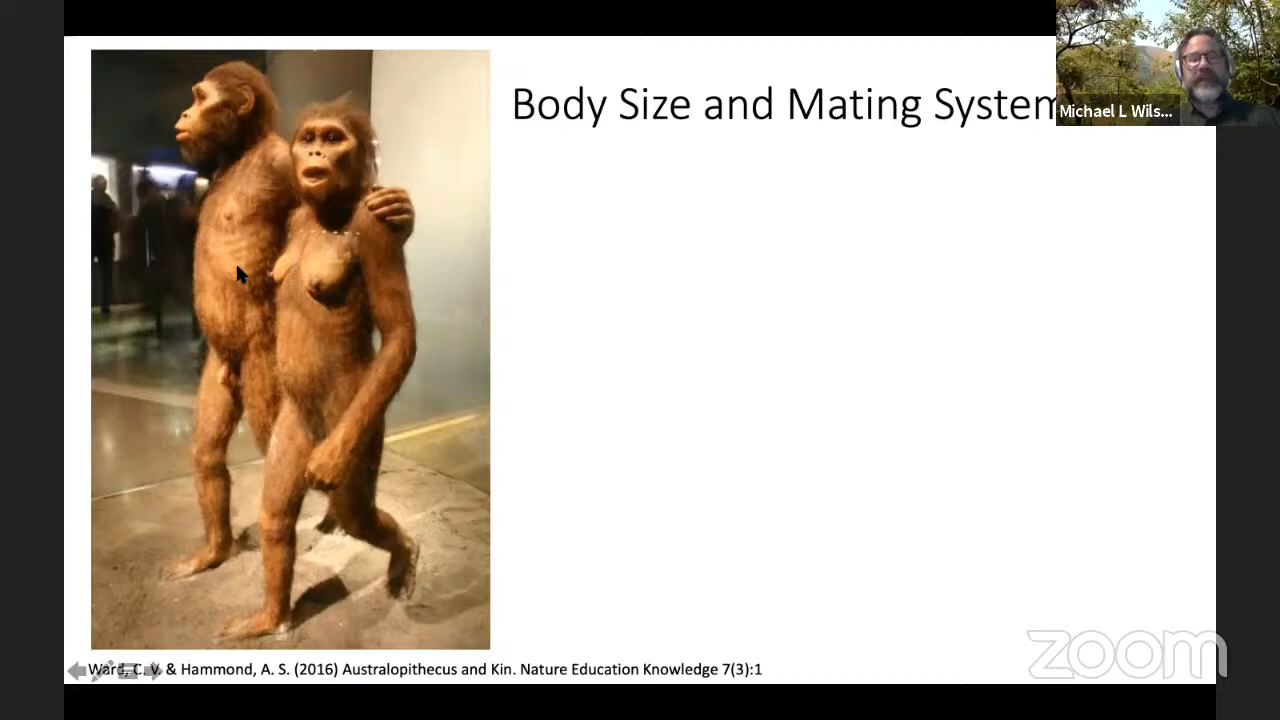 Body Size and Mating System
Michael L Wils...
Ward, C. V. & Hammond, A. S. (2016) Australopithecus and Kin. Nature Education Knowledge 7(3):1
zoom